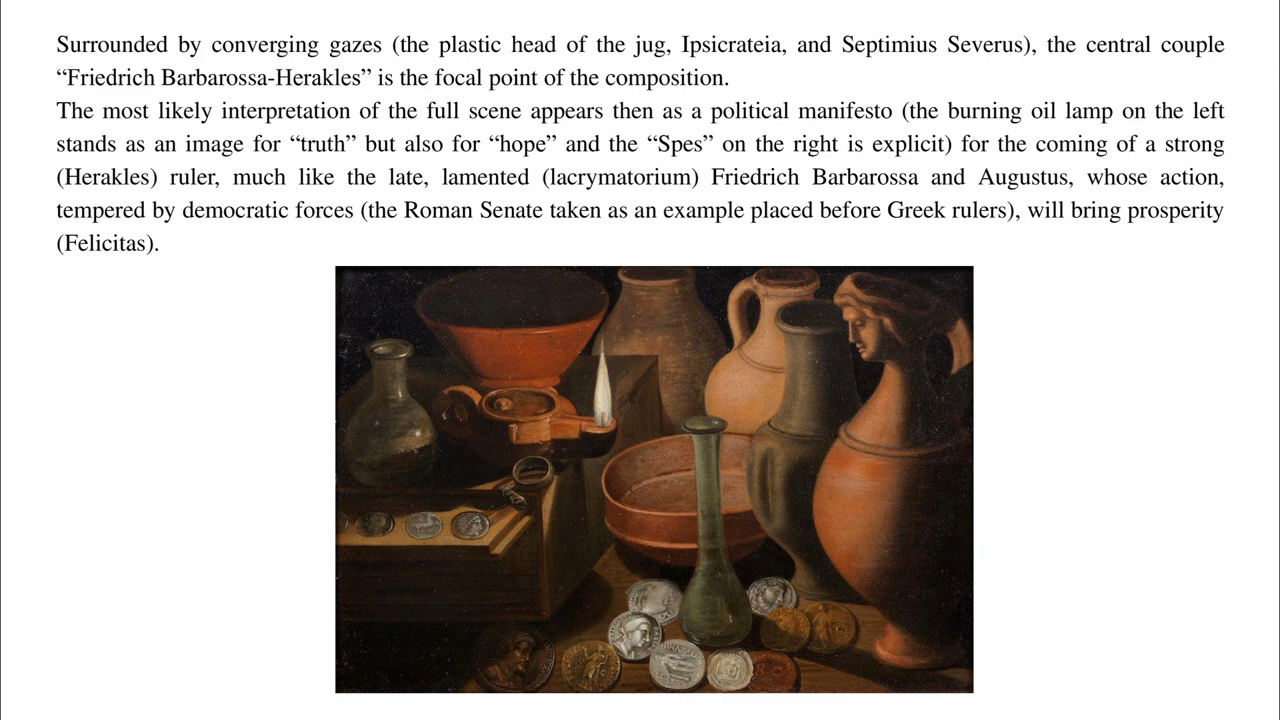 Surrounded by converging gazes (the plastic head of the jug, Ipsicrateia, and Septimius Severus), the central couple
“Friedrich Barbarossa-Herakles” is the focal point of the composition.
The most likely interpretation of the full scene appears then as a political manifesto (the burning oil lamp on the left
stands as an image for “truth” but also for “hope” and the “Spes” on the right is explicit) for the coming of a strong
(Herakles) ruler, much like the late, lamented (lacrymatorium) Friedrich Barbarossa and Augustus, whose action,
tempered by democratic forces (the Roman Senate taken as an example placed before Greek rulers), will bring prosperity
(Felicitas).